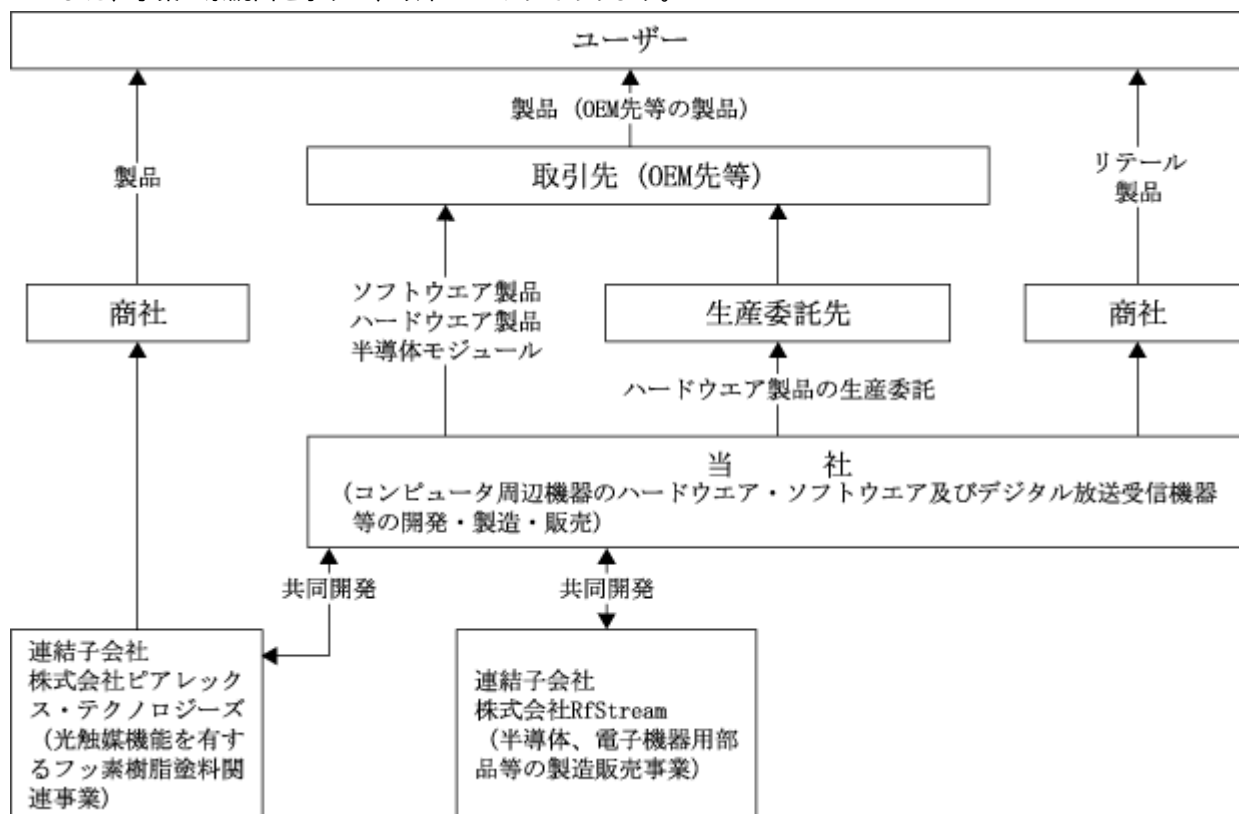 ユーザー
製品 (OEM先等の製品)
取引先 (OEM先等)
製品
リテール
製品
商社
ソフトウエア製品
ハードウエア製品
半導体モジュール
生産委託先
商社
ハードウエア製品の生産委託
当 社
(コンピュータ周辺機器のハードウエア・ソフトウエア及びデジタル放送受信機器
等の開発・製造・販売)
共同開発
共同開発
連結子会社
株式会社ピアレック
ス・テクノロジーズ
(光触媒機能を有す
るフッ素樹脂塗料関
連事業)
連結子会社
株式会社RfStream
(半導体、電子機器用部
品等の製造販売事業)